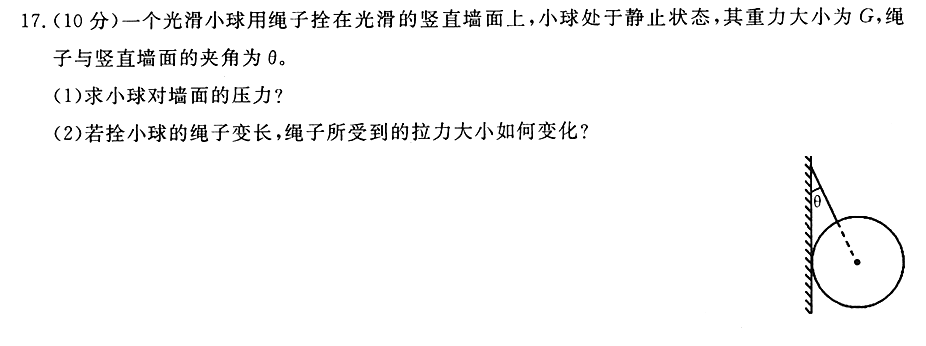 17.(10分)一个光滑小球用绳子拴在光滑的竖直墙面上,小球处于静止状态,其重力大小为G,绳
子与竖直墙面的夹角为θ。
(1)求小球对墙面的压力?
(2)若拴小球的绳子变长,绳子所受到的拉力大小如何变化?
θ